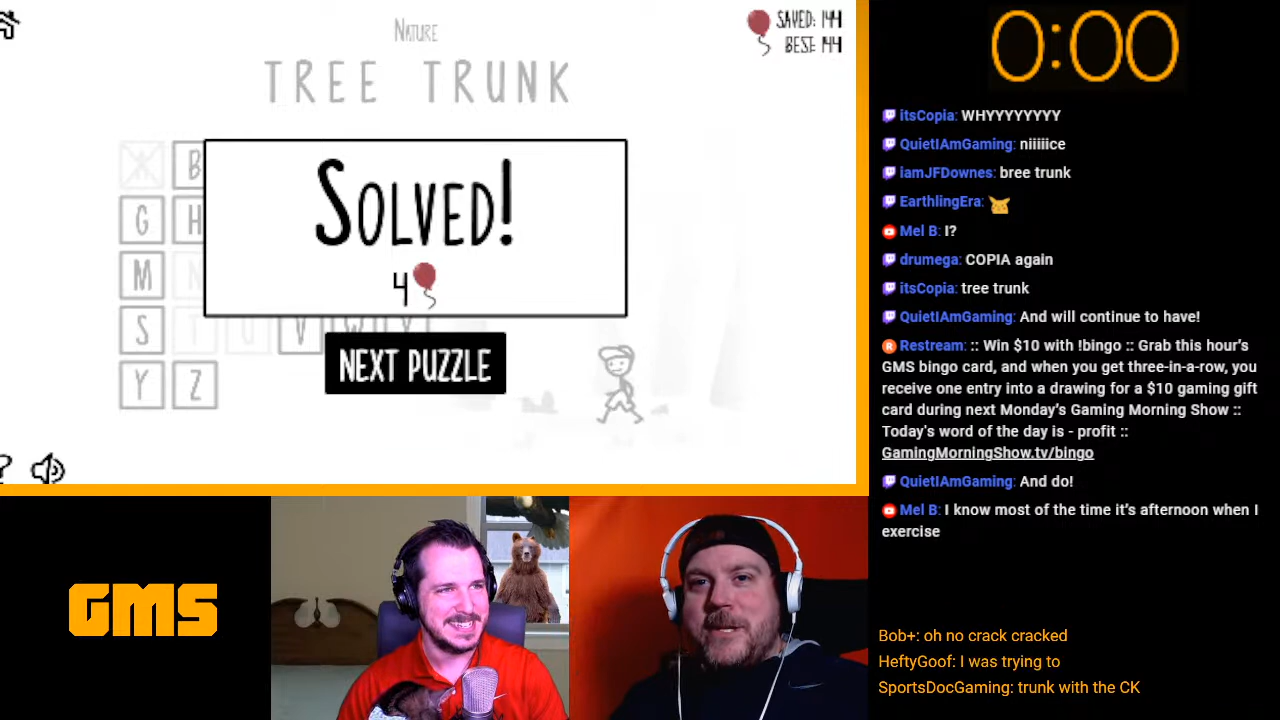 NATURE
SAVED: 144
BEST: 44
TREE TRUNK
B
SOLVED!
G H
4
M N
S T U V W X
NEXT PUZZLE
Y Z
?
GMS
0:00
itsCopia: WHYYYYYYYY
QuietIAmGaming: niiiiice
iamJFDownes: bree trunk
EarthlingEra:
Mel B: I?
drumega: COPIA again
itsCopia: tree trunk
QuietIAmGaming: And will continue to have!
Restream: :: Win $10 with !bingo :: Grab this hour's
GMS bingo card, and when you get three-in-a-row, you
receive one entry into a drawing for a $10 gaming gift
card during next Monday's Gaming Morning Show ::
Today's word of the day is - profit ::
GamingMorningShow.tv/bingo
QuietIAmGaming: And do!
Mel B: I know most of the time it's afternoon when I
exercise
Bob+: oh no crack cracked
HeftyGoof: I was trying to
SportsDocGaming: trunk with the CK